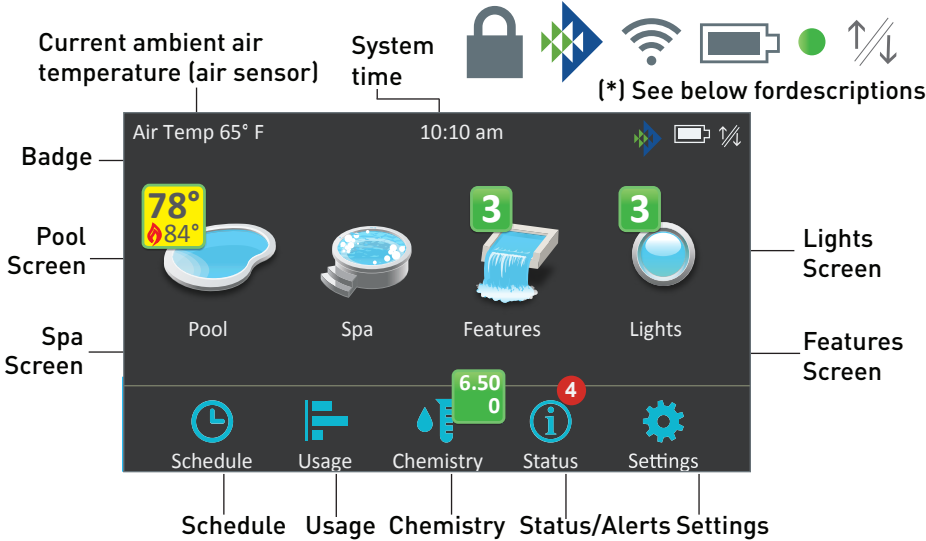 Current ambient air
temperature (air sensor)
System
time
(*) See below fordescriptions
Air Temp 65° F
10:10 am
Badge
78°
84°
3
3
Pool
Screen
Lights
Screen
Pool
Spa
Features
Lights
Spa
Screen
Features
Screen
6.50
0
4
Schedule
Usage
Chemistry
Status
Settings
Schedule
Usage
Chemistry
Status/Alerts
Settings